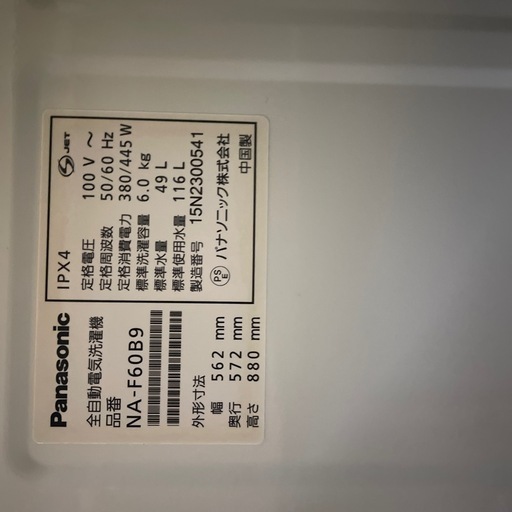 Panasonic
全自動電気洗濯機
品番
NA-F60B9
外形寸法
幅 562 mm
奥行 572 mm
高さ 880 mm
IPX4
JET
定格電圧 100 V ～
定格周波数 50/60 Hz
定格消費電力 380/445 W
標準洗濯容量 6.0 kg
標準水量 49 L
標準使用水量 116 L
製造番号 15N2300541
PS E パナソニック株式会社
中国製